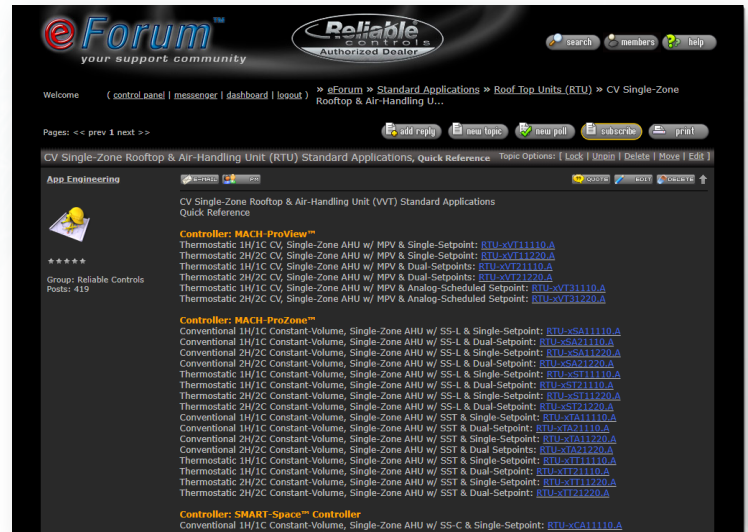 @Forum™
your support community
Reliable
controls
Authorized Dealer
search
members
help
Welcome ( control panel | messenger | dashboard | logout )
» eForum » Standard Applications » Roof Top Units (RTU) » CV Single-Zone Rooftop & Air-Handling U...
Pages: << prev 1 next >>
add reply
new topic
new poll
subscribe
print
CV Single-Zone Rooftop & Air-Handling Unit (RTU) Standard Applications, Quick Reference Topic Options: [ Lock | Unpin | Delete | Move | Edit ]
App Engineering
E-MAIL
PM
QUOTE
EDIT
DELETE
Group: Reliable Controls
Posts: 419
CV Single-Zone Rooftop & Air-Handling Unit (VVT) Standard Applications
Quick Reference
Controller: MACH-ProView™
Thermostatic 1H/1C CV, Single-Zone AHU w/ MPV & Single-Setpoint: RTU-xVT11110.A
Thermostatic 2H/2C CV, Single-Zone AHU w/ MPV & Single-Setpoint: RTU-xVT11220.A
Thermostatic 1H/1C CV, Single-Zone AHU w/ MPV & Dual-Setpoints: RTU-xVT21110.A
Thermostatic 2H/2C CV, Single-Zone AHU w/ MPV & Dual-Setpoints: RTU-xVT21220.A
Thermostatic 1H/1C CV, Single-Zone AHU w/ MPV & Analog-Scheduled Setpoint: RTU-xVT31110.A
Thermostatic 2H/2C CV, Single-Zone AHU w/ MPV & Analog-Scheduled Setpoint: RTU-xVT31220.A
Controller: MACH-ProZone™
Conventional 1H/1C Constant-Volume, Single-Zone AHU w/ SS-L & Single-Setpoint: RTU-xSA11110.A
Conventional 1H/1C Constant-Volume, Single-Zone AHU w/ SS-L & Dual-Setpoint: RTU-xSA21110.A
Conventional 2H/2C Constant-Volume, Single-Zone AHU w/ SS-L & Single-Setpoint: RTU-xSA11220.A
Conventional 2H/2C Constant-Volume, Single-Zone AHU w/ SS-L & Dual-Setpoint: RTU-xSA21220.A
Thermostatic 1H/1C Constant-Volume, Single-Zone AHU w/ SS-L & Single-Setpoint: RTU-xST11110.A
Thermostatic 1H/1C Constant-Volume, Single-Zone AHU w/ SS-L & Dual-Setpoint: RTU-xST21110.A
Thermostatic 2H/2C Constant-Volume, Single-Zone AHU w/ SS-L & Single-Setpoint: RTU-xST11220.A
Thermostatic 2H/2C Constant-Volume, Single-Zone AHU w/ SS-L & Dual-Setpoint: RTU-xST21220.A
Conventional 1H/1C Constant-Volume, Single-Zone AHU w/ SST & Single-Setpoint: RTU-xTA11110.A
Conventional 1H/1C Constant-Volume, Single-Zone AHU w/ SST & Dual-Setpoint: RTU-xTA21110.A
Conventional 2H/2C Constant-Volume, Single-Zone AHU w/ SST & Single-Setpoint: RTU-xTA11220.A
Conventional 2H/2C Constant-Volume, Single-Zone AHU w/ SST & Dual Setpoints: RTU-xTA21220.A
Thermostatic 1H/1C Constant-Volume, Single-Zone AHU w/ SST & Single-Setpoint: RTU-xTT11110.A
Thermostatic 1H/1C Constant-Volume, Single-Zone AHU w/ SST & Dual-Setpoint: RTU-xTT21110.A
Thermostatic 2H/2C Constant-Volume, Single-Zone AHU w/ SST & Single-Setpoint: RTU-xTT11220.A
Thermostatic 2H/2C Constant-Volume, Single-Zone AHU w/ SST & Dual-Setpoint: RTU-xTT21220.A
Controller: SMART-Space™ Controller
Conventional 1H/1C Constant-Volume, Single-Zone AHU w/ SS-C & Single-Setpoint: RTU-xCA11110.A